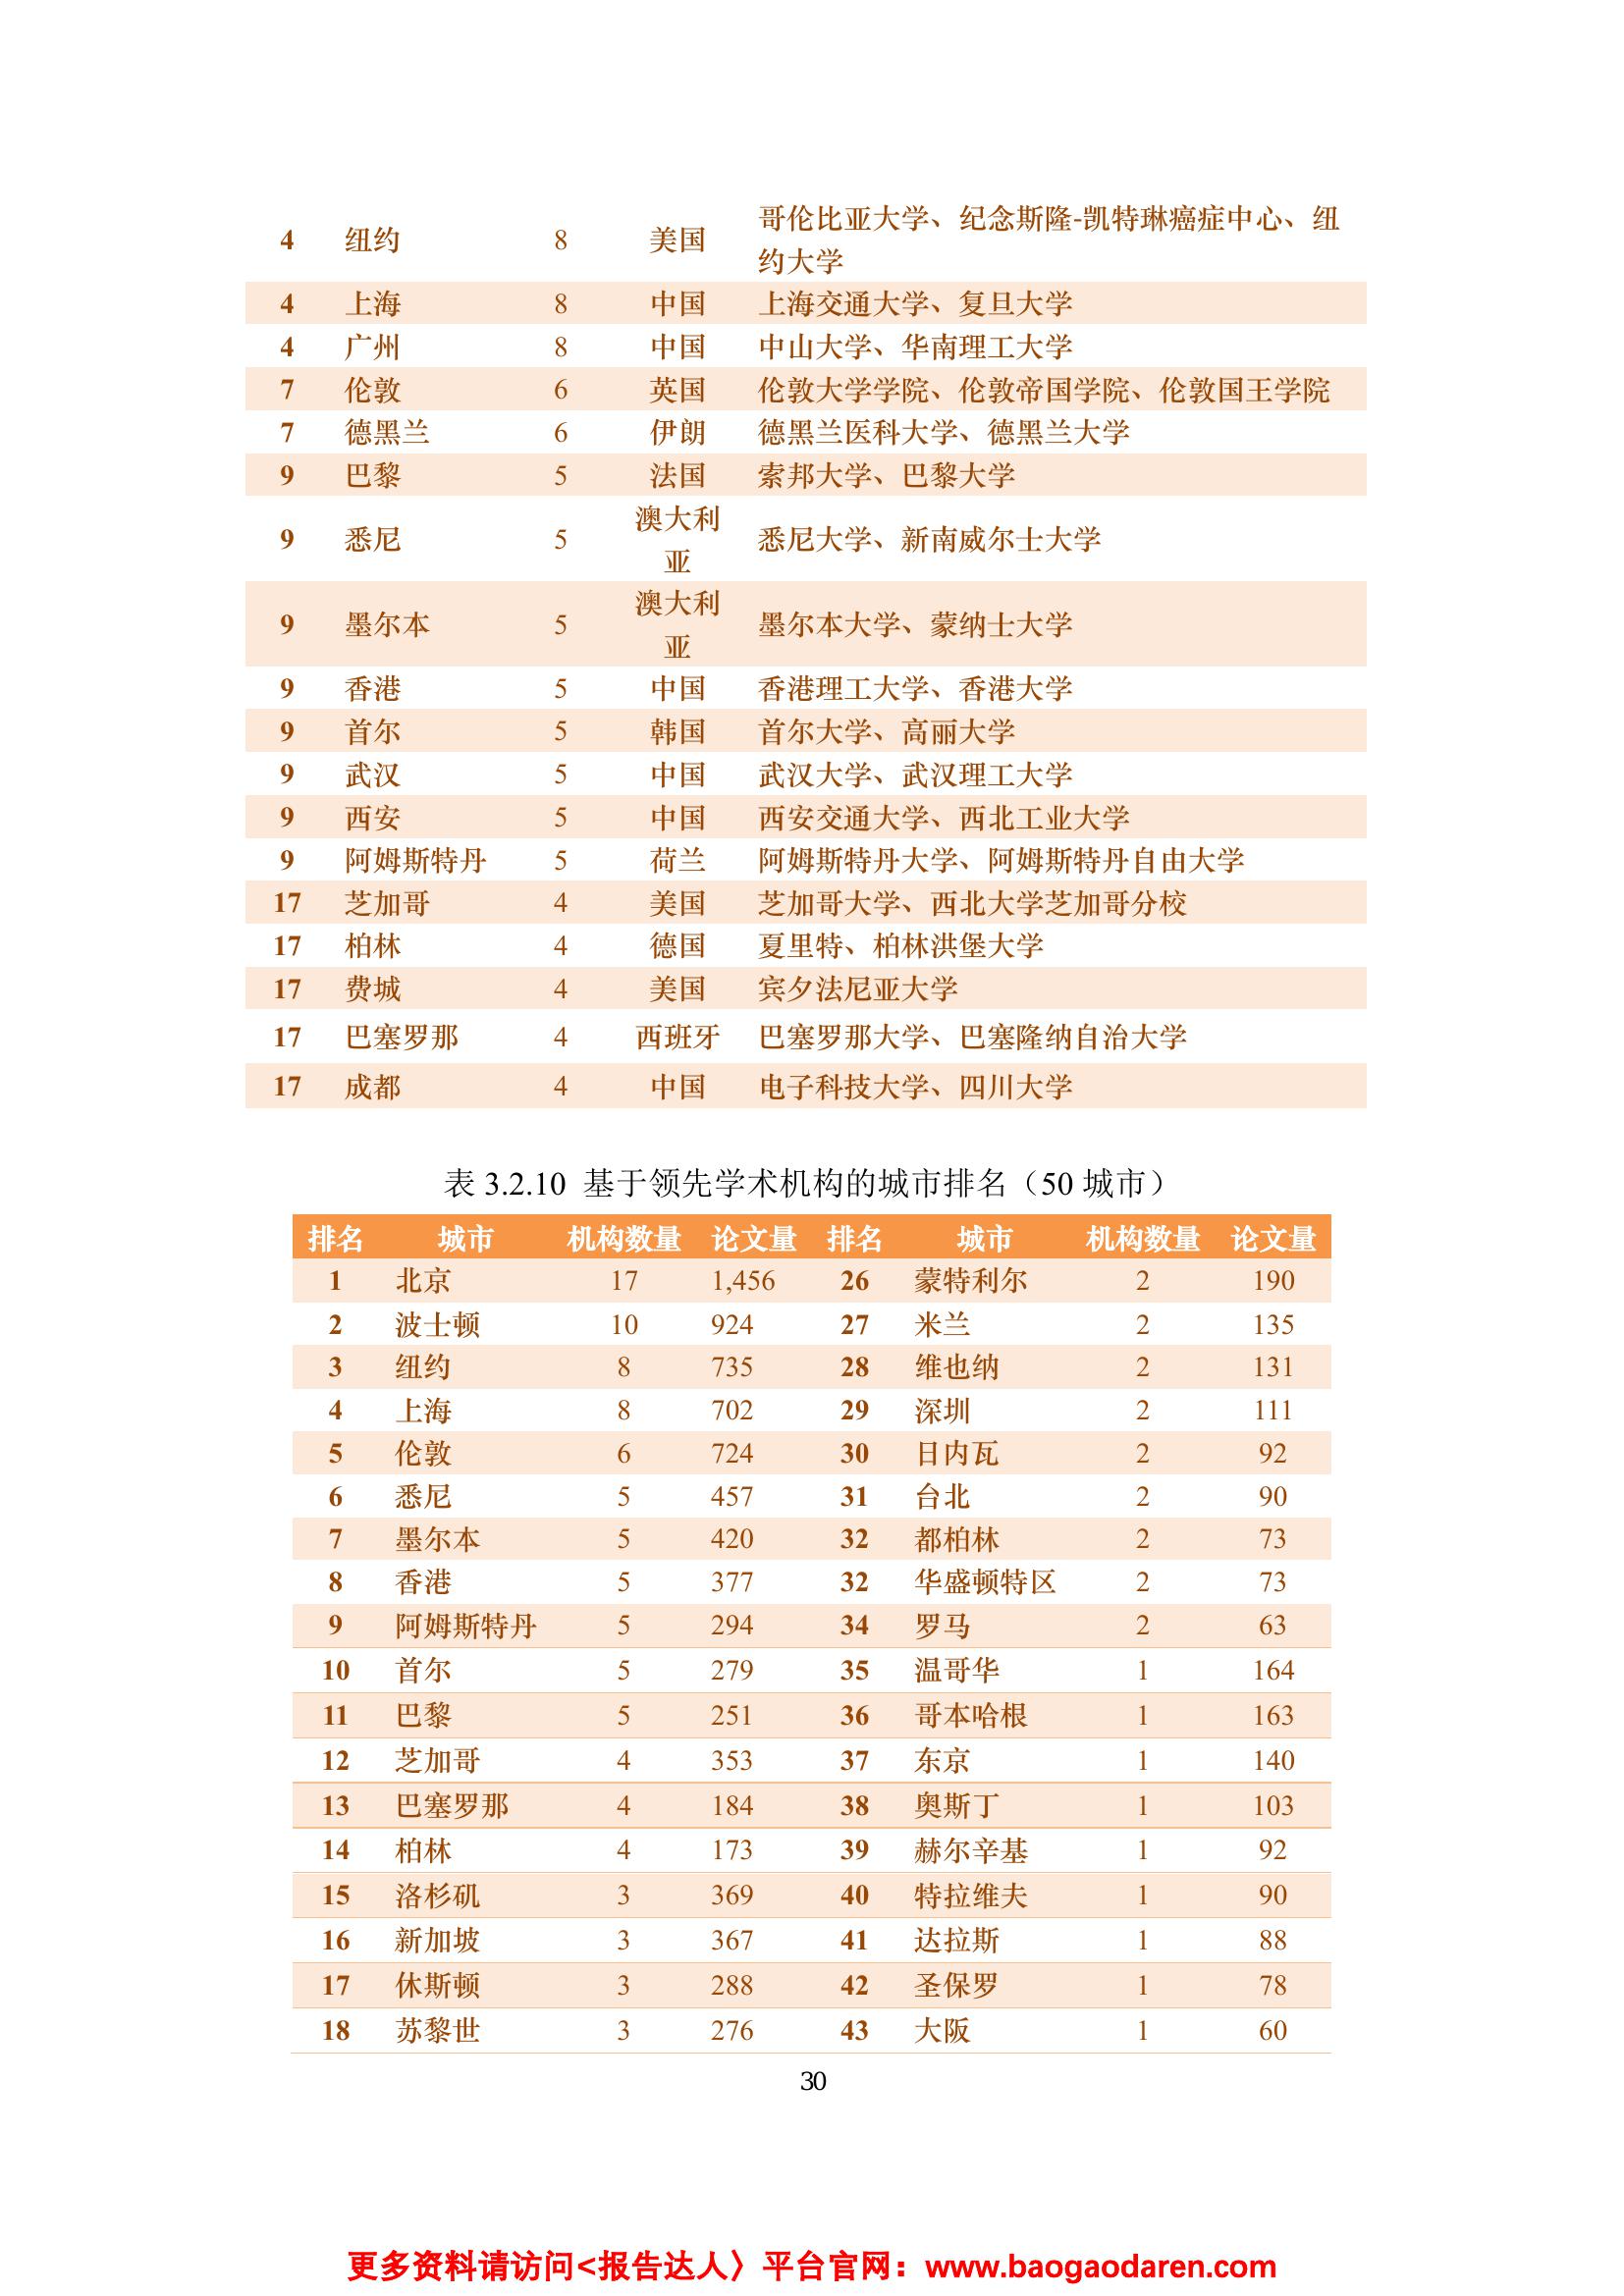 哥伦比亚大学、纪念斯隆-凯特琳癌症中心、纽
4 纽约 8 美国
约大学
4 上海 8 中国 上海交通大学、复旦大学
4 广州 8 中国 中山大学、华南理工大学
7 伦敦 6 英国 伦敦大学学院、伦敦帝国学院、伦敦国王学院
7 德黑兰 6 伊朗 德黑兰医科大学、德黑兰大学
9 巴黎 5 法国 索邦大学、巴黎大学
澳大利
9 悉尼 5 悉尼大学、新南威尔士大学
亚
澳大利
9 墨尔本 5 墨尔本大学、蒙纳士大学
亚
9 香港 5 中国 香港理工大学、香港大学
9 首尔 5 韩国 首尔大学、高丽大学
9 武汉 5 中国 武汉大学、武汉理工大学
9 西安 5 中国 西安交通大学、西北工业大学
9 阿姆斯特丹 5 荷兰 阿姆斯特丹大学、阿姆斯特丹自由大学
17 芝加哥 4 美国 芝加哥大学、西北大学芝加哥分校
17 柏林 4 德国 夏里特、柏林洪堡大学
17 费城 4 美国 宾夕法尼亚大学
17 巴塞罗那 4 西班牙 巴塞罗那大学、巴塞隆纳自治大学
17 成都 4 中国 电子科技大学、四川大学
表 3.2.10 基于领先学术机构的城市排名（50 城市）
排名 城市 机构数量 论文量 排名 城市 机构数量 论文量
1 北京 17 1,456 26 蒙特利尔 2 190
2 波士顿 10 924 27 米兰 2 135
3 纽约 8 735 28 维也纳 2 131
4 上海 8 702 29 深圳 2 111
5 伦敦 6 724 30 日内瓦 2 92
6 悉尼 5 457 31 台北 2 90
7 墨尔本 5 420 32 都柏林 2 73
8 香港 5 377 32 华盛顿特区 2 73
9 阿姆斯特丹 5 294 34 罗马 2 63
10 首尔 5 279 35 温哥华 1 164
11 巴黎 5 251 36 哥本哈根 1 163
12 芝加哥 4 353 37 东京 1 140
13 巴塞罗那 4 184 38 奥斯丁 1 103
14 柏林 4 173 39 赫尔辛基 1 92
15 洛杉矶 3 369 40 特拉维夫 1 90
16 新加坡 3 367 41 达拉斯 1 88
17 休斯顿 3 288 42 圣保罗 1 78
18 苏黎世 3 276 43 大阪 1 60
30
更多资料请访问<报告达人〉平台官网：www.baogaodaren.com